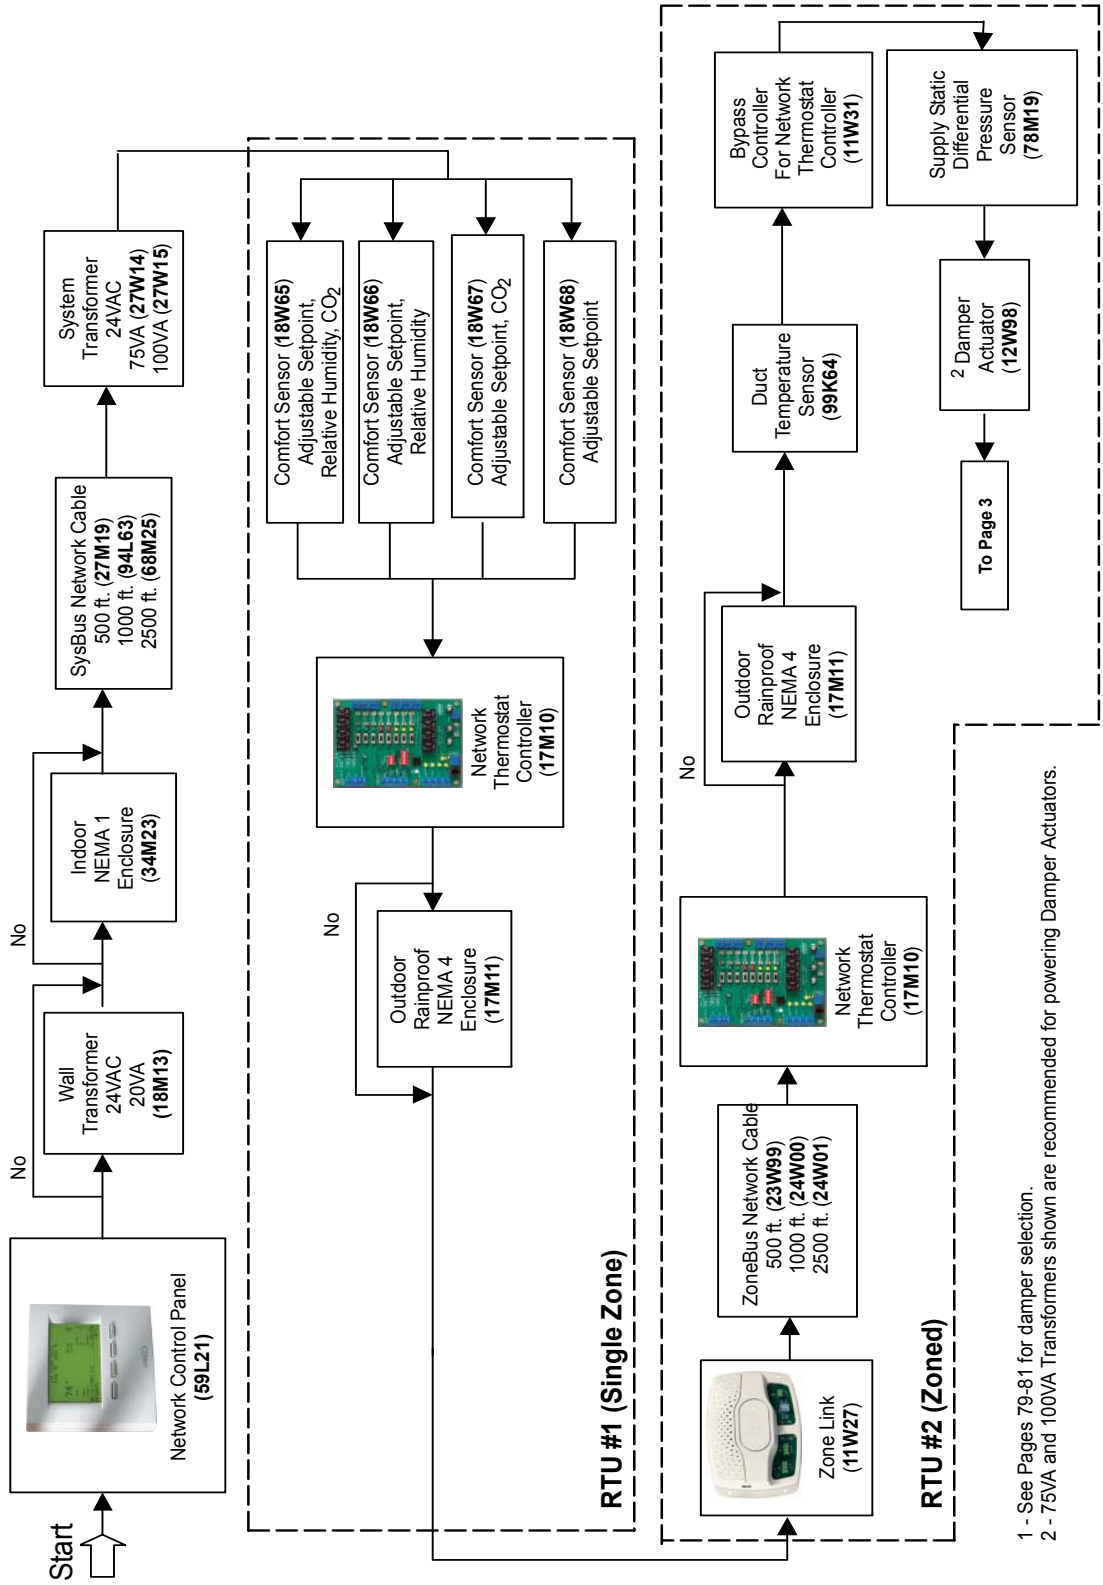 Start
Network Control Panel
(59L21)
No
Wall
Transformer
24VAC
20VA
(18M13)
No
Indoor
NEMA 1
Enclosure
(34M23)
SysBus Network Cable
500 ft. (27M19)
1000 ft. (94L63)
2500 ft. (68M25)
System
Transformer
24VAC
75VA (27W14)
100VA (27W15)
RTU #1 (Single Zone)
Comfort Sensor (18W65)
Adjustable Setpoint,
Relative Humidity, CO2
Comfort Sensor (18W66)
Adjustable Setpoint,
Relative Humidity
Comfort Sensor (18W67)
Adjustable Setpoint, CO2
Comfort Sensor (18W68)
Adjustable Setpoint
Network
Thermostat
Controller
(17M10)
No
Outdoor
Rainproof
NEMA 4
Enclosure
(17M11)
RTU #2 (Zoned)
Zone Link
(11W27)
ZoneBus Network Cable
500 ft. (23W99)
1000 ft. (24W00)
2500 ft. (24W01)
Network
Thermostat
Controller
(17M10)
No
Outdoor
Rainproof
NEMA 4
Enclosure
(17M11)
Duct
Temperature
Sensor
(99K64)
Bypass
Controller
For Network
Thermostat
Controller
(11W31)
Supply Static
Differential
Pressure
Sensor
(78M19)
2 Damper
Actuator
(12W98)
To Page 3
1 - See Pages 79-81 for damper selection.
2 - 75VA and 100VA Transformers shown are recommended for powering Damper Actuators.